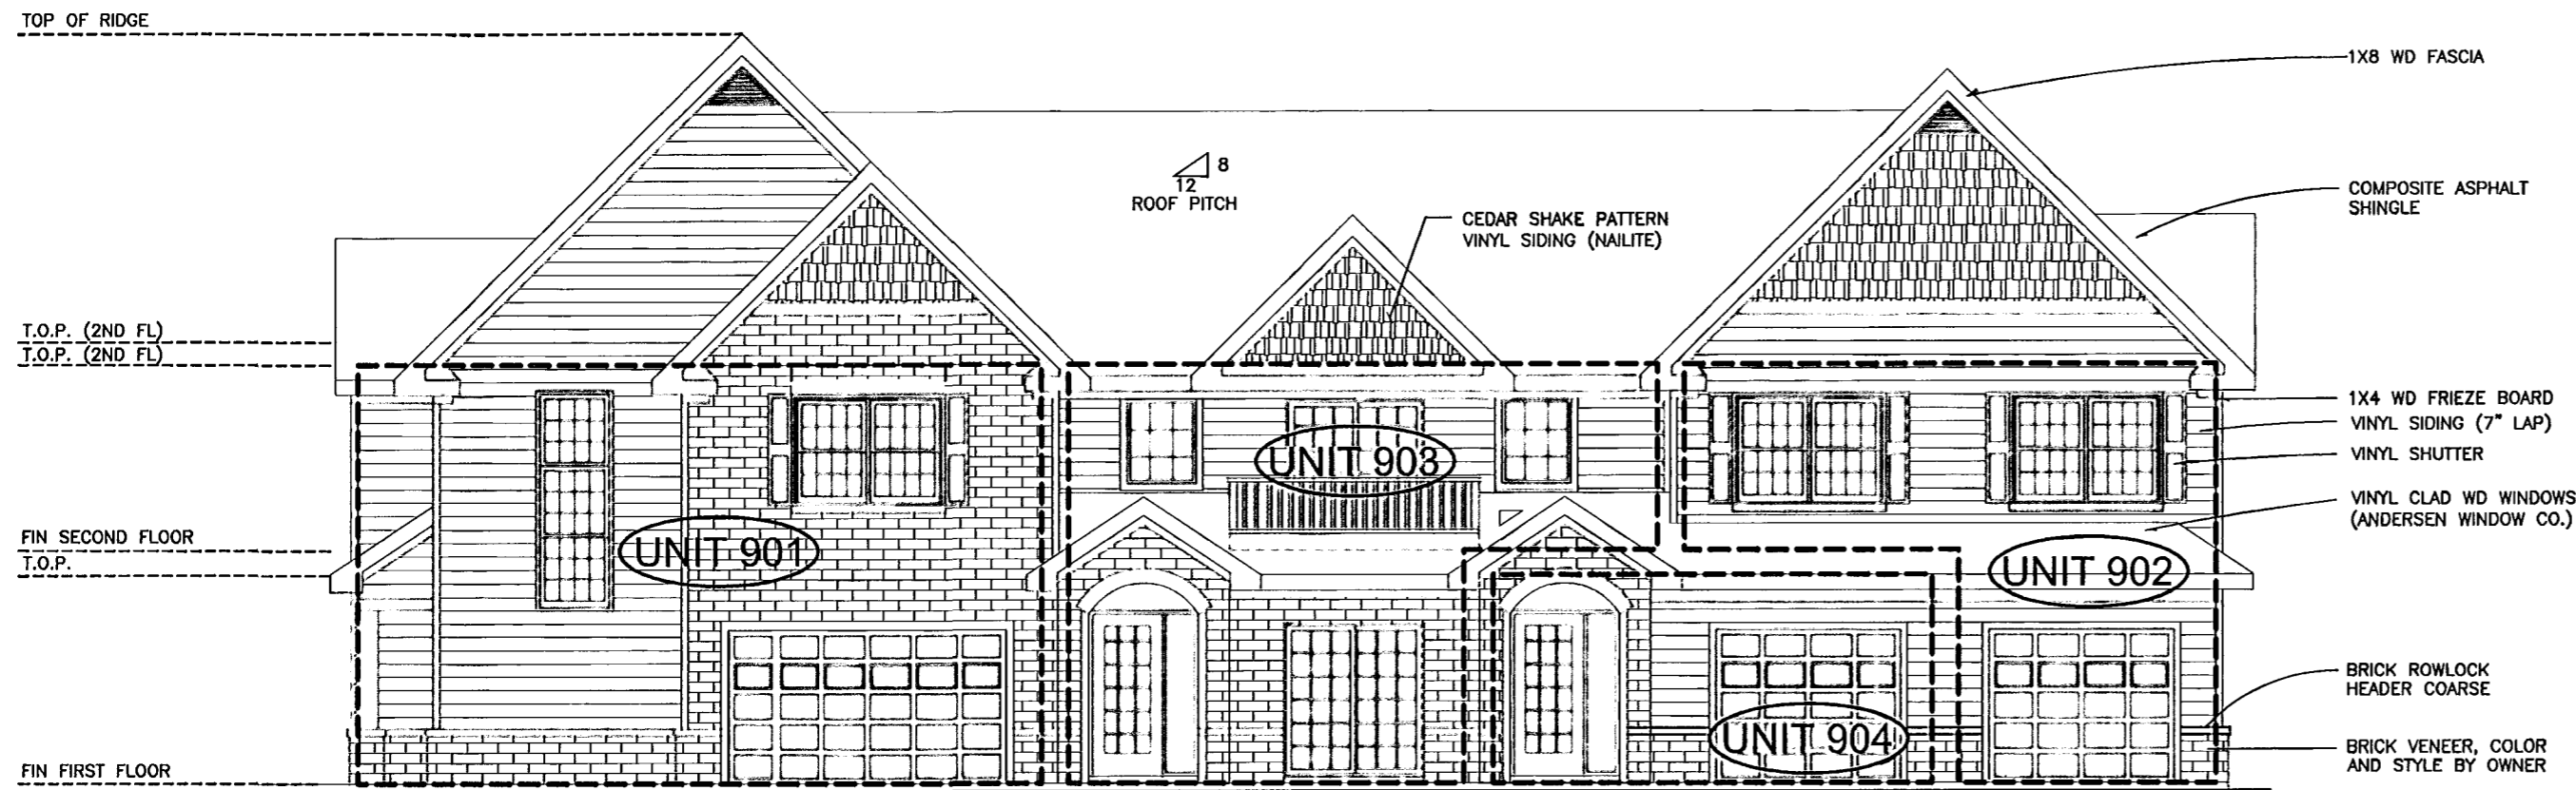 TOP OF RIDGE
1X8 WD FASCIA
8
12
ROOF PITCH
COMPOSITE ASPHALT
SHINGLE
CEDAR SHAKE PATTERN
VINYL SIDING (NAILITE)
T.O.P. (2ND FL)
T.O.P. (2ND FL)
1X4 WD FRIEZE BOARD
VINYL SIDING (7" LAP)
VINYL SHUTTER
VINYL CLAD WD WINDOWS
(ANDERSEN WINDOW CO.)
FIN SECOND FLOOR
T.O.P.
UNIT 901
UNIT 903
UNIT 902
UNIT 904
BRICK ROWLOCK
HEADER COARSE
BRICK VENEER, COLOR
AND STYLE BY OWNER
FIN FIRST FLOOR